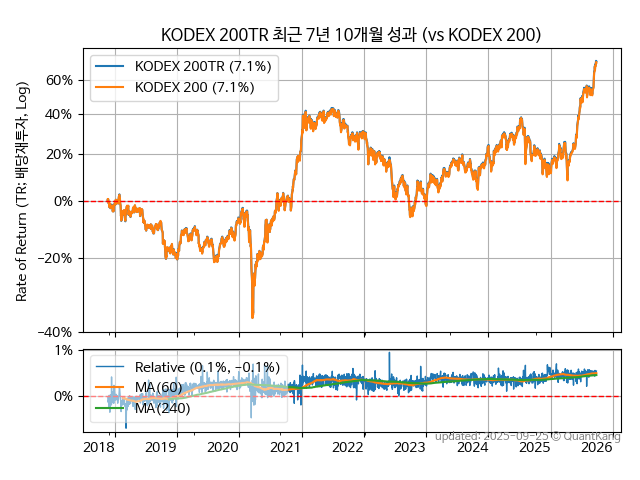 KODEX 200TR 최근 7년 10개월 성과 (vs KODEX 200)
Rate of Return (TR: 배당재투자, Log)
KODEX 200TR (7.1%)
KODEX 200 (7.1%)
60%
40%
20%
0%
−20%
−40%
1%
0%
Relative (0.1%, −0.1%)
MA(60)
MA(240)
updated: 2025-09-25 © QuantKang
2018 2019 2020 2021 2022 2023 2024 2025 2026